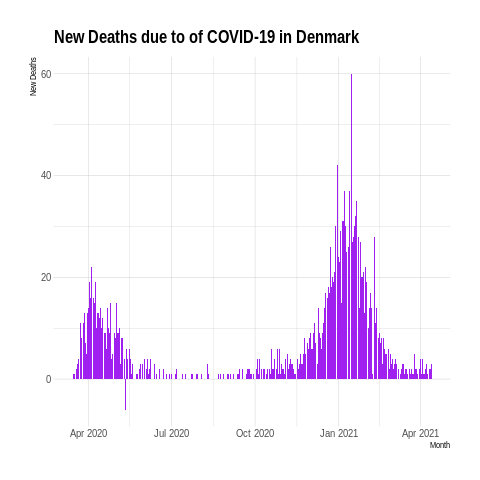 New Deaths due to of COVID-19 in Denmark
New Deaths
60
40
20
0
Apr 2020 Jul 2020 Oct 2020 Jan 2021 Apr 2021
Month